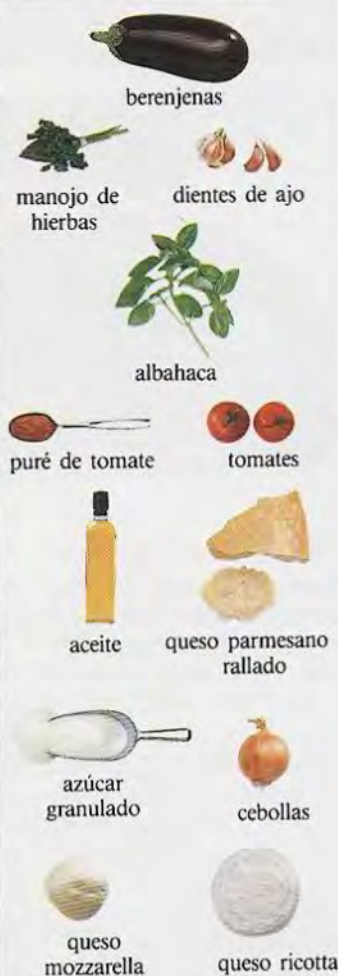 berenjenas
manojo de
hierbas
dientes de ajo
albahaca
puré de tomate
tomates
aceite
queso parmesano
rallado
azúcar
granulado
cebollas
queso
mozzarella
queso ricotta